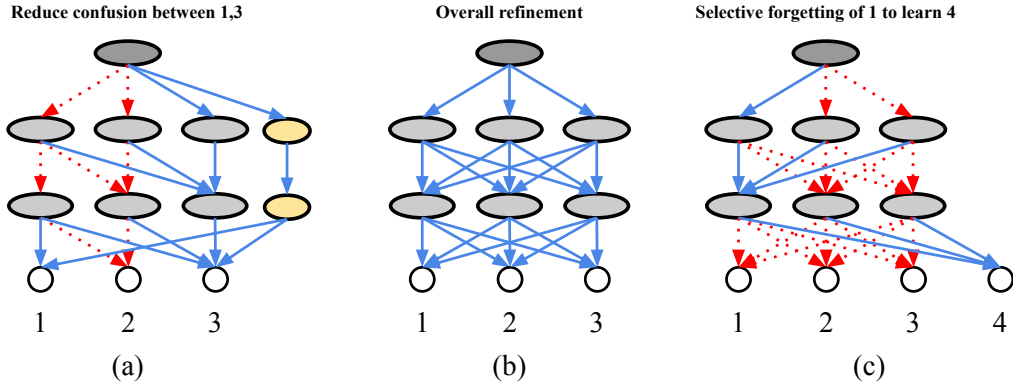 Reduce confusion between 1,3
Overall refinement
Selective forgetting of 1 to learn 4
1 2 3
1 2 3
1 2 3 4
(a)
(b)
(c)